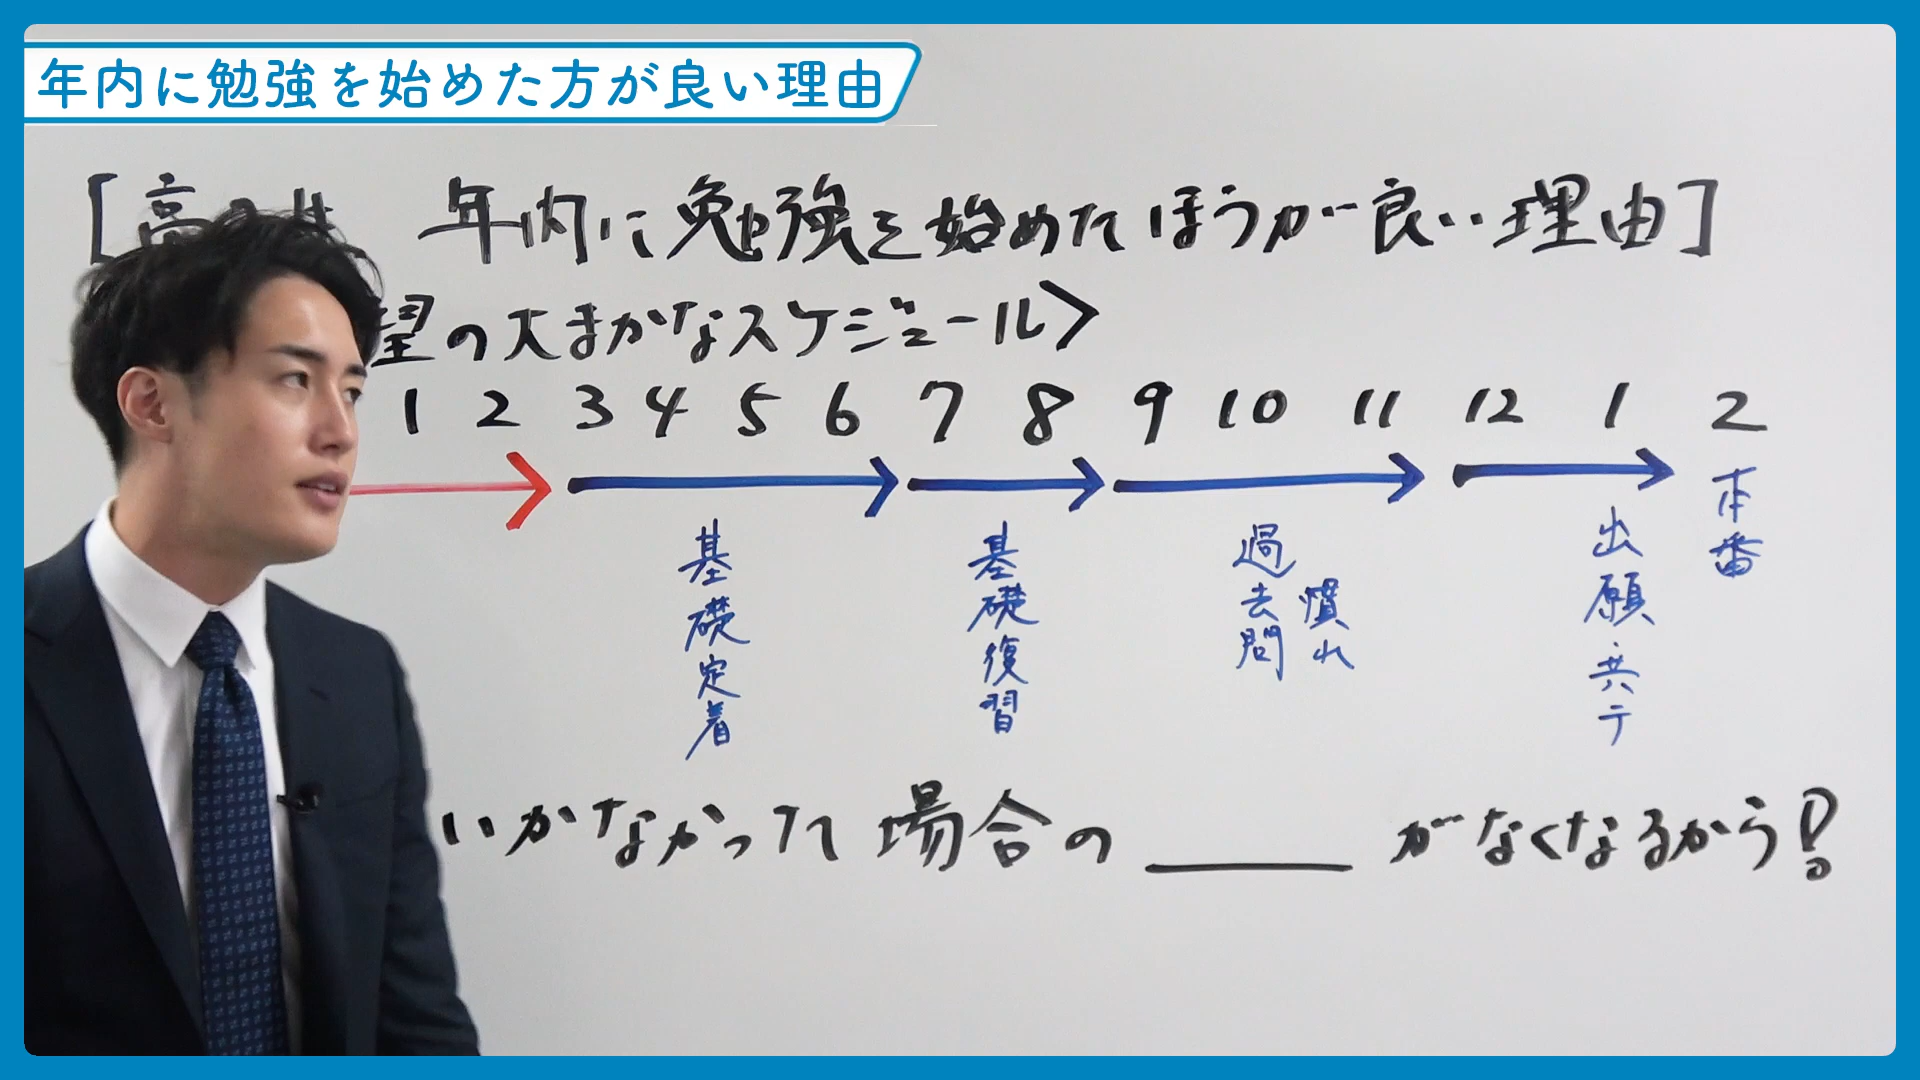 年内に勉強を始めた方が良い理由
[高2生 年内に勉強を始めたほうが良い理由]
望の大まかなスケジュール>
1 2 3 4 5 6 7 8 9 10 11 12 1 2
基礎定着
基礎復習
過去問
慣れ
出願・共テ
本番
いかなかった場合の＿＿＿がなくなるから!